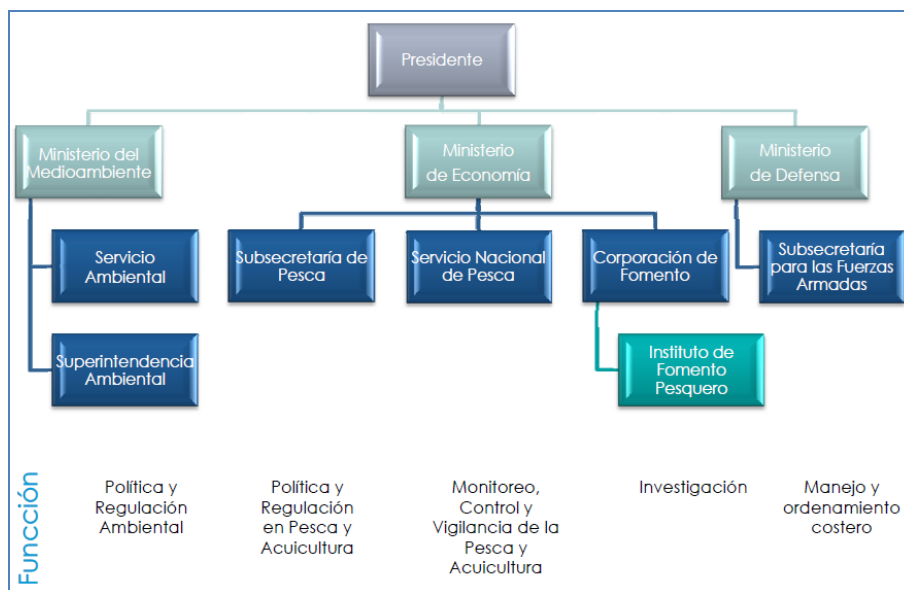 Presidente
Ministerio del
Medioambiente
Ministerio
de Economía
Ministerio
de Defensa
Servicio
Ambiental
Subsecretaría de
Pesca
Servicio Nacional
de Pesca
Corporación de
Fomento
Subsecretaría
para las Fuerzas
Armadas
Superintendencia
Ambiental
Instituto de
Fomento
Pesquero
Funcción
Política y
Regulación
Ambiental
Política y
Regulación
en Pesca y
Acuicultura
Monitoreo,
Control y
Vigilancia de la
Pesca y
Acuicultura
Investigación
Manejo y
ordenamiento
costero